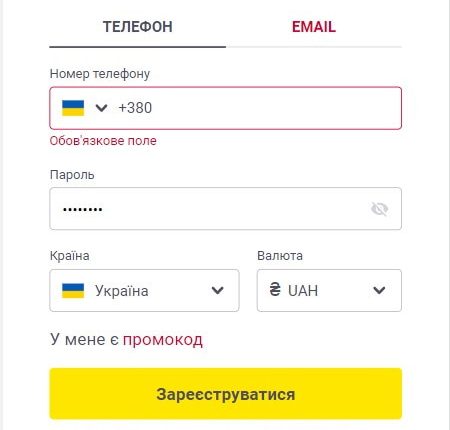 ТЕЛЕФОН EMAIL
Номер телефону
+380
Обов'язкове поле
Пароль
••••••••
Країна Валюта
Україна ₴ UAH
У мене є промокод
Зареєструватися